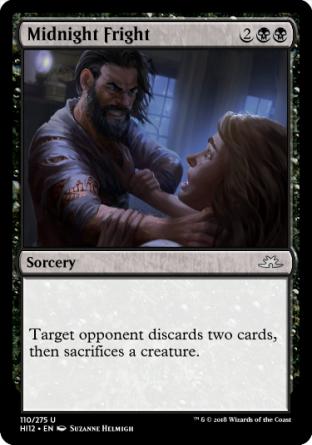 Midnight Fright 2
Sorcery
Target opponent discards two cards,
then sacrifices a creature.
110/275 U
HI12 • EN Suzanne Helmigh
™ & © 2018 Wizards of the Coast